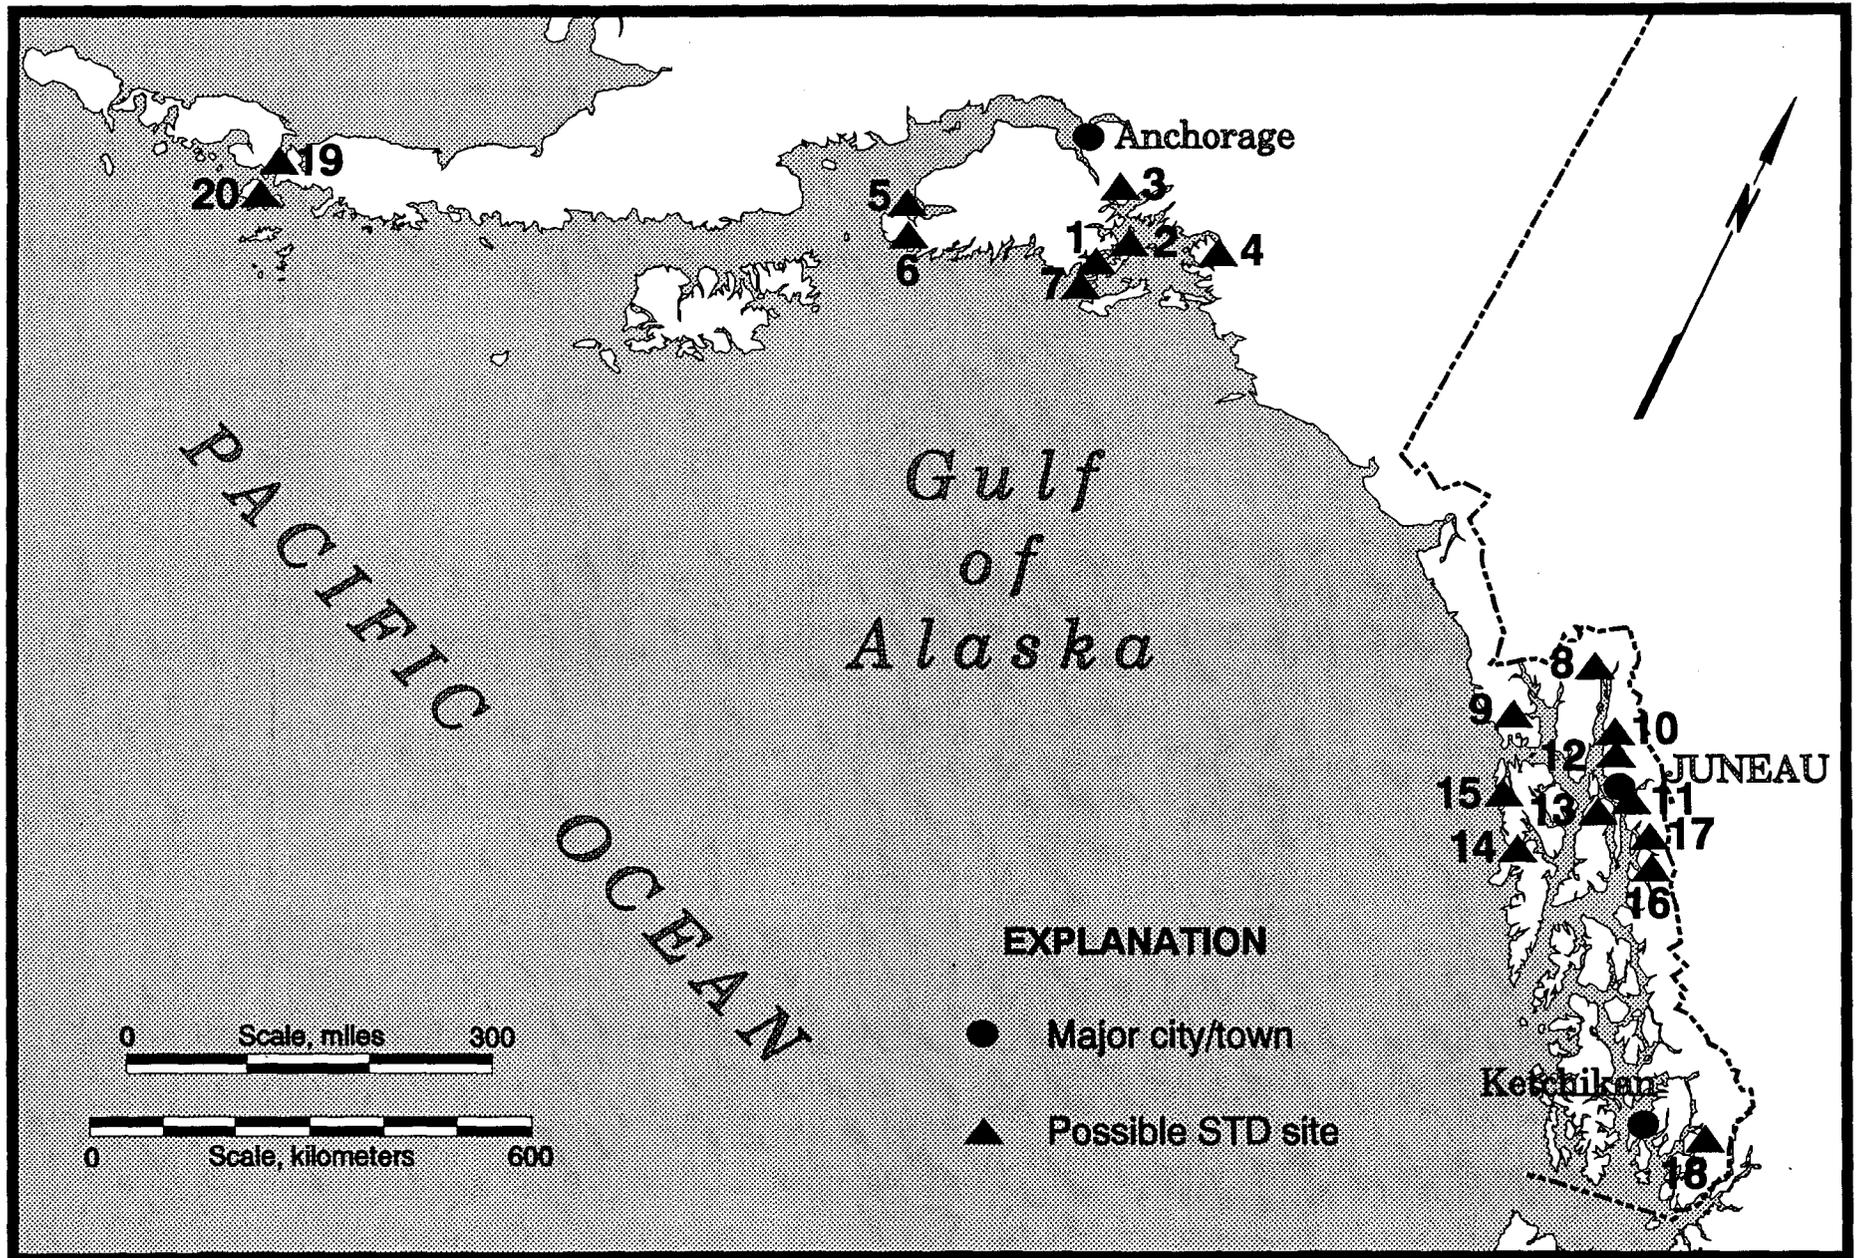 Anchorage
19
20
5
3
1
2
4
6
7
PACIFIC
OCEAN
Gulf
of
Alaska
N
8
9
10
12
JUNEAU
15
13
11
14
17
16
EXPLANATION
Major city/town
Possible STD site
0 Scale, miles 300
0 Scale, kilometers 600
Ketchikan
18